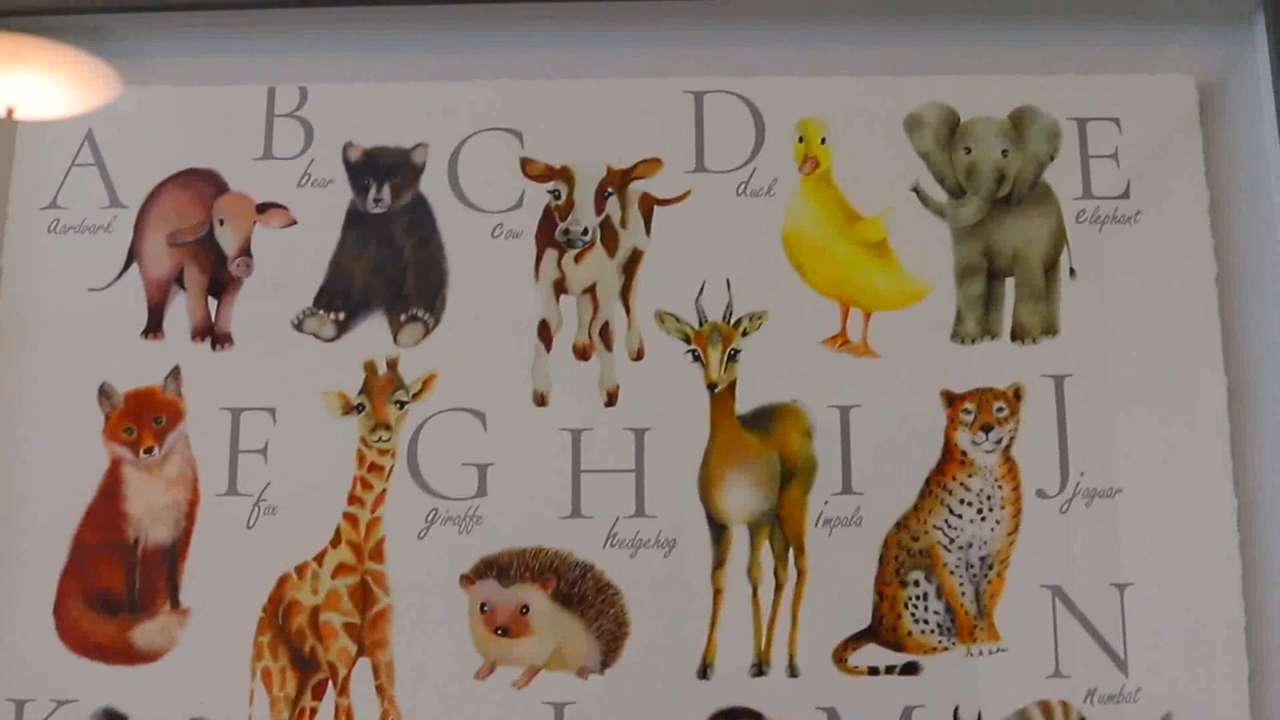 A
aardvark
B
bear
C
cow
D
duck
E
elephant
F
fox
G
giraffe
H
hedgehog
I
impala
J
jaguar
K
L
M
N
numbat